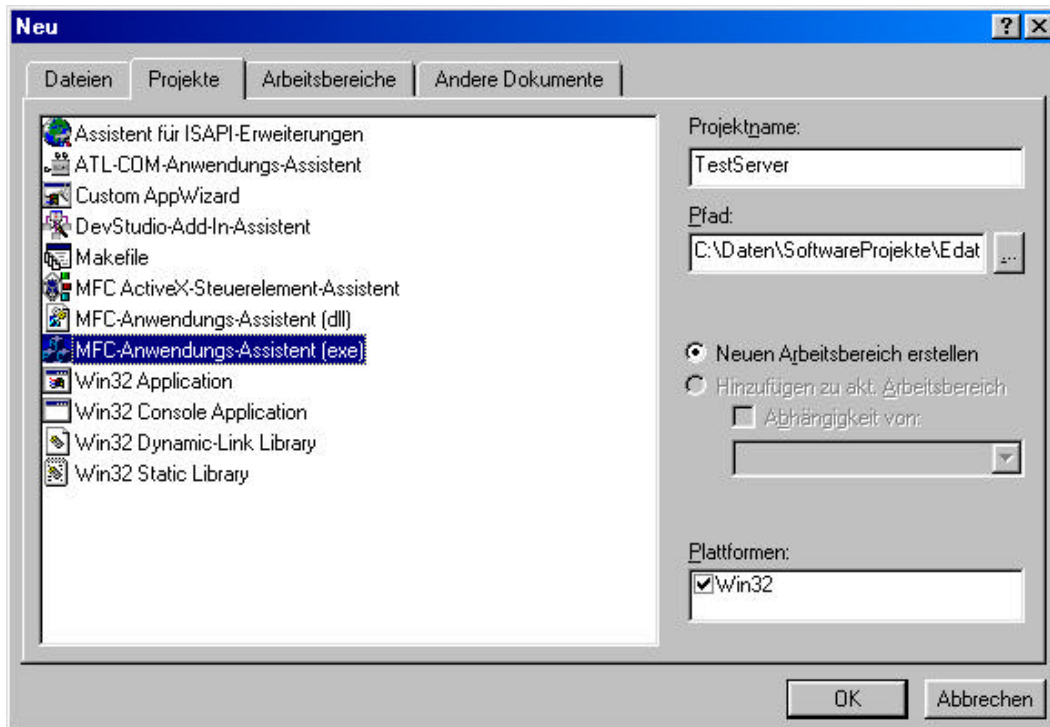 Neu
Dateien Projekte Arbeitsbereiche Andere Dokumente
Assistent für ISAPI-Erweiterungen
ATL-COM-Anwendungs-Assistent
Custom AppWizard
DevStudio-Add-In-Assistent
Makefile
MFC ActiveX-Steuerelement-Assistent
MFC-Anwendungs-Assistent (dll)
MFC-Anwendungs-Assistent (exe)
Win32 Application
Win32 Console Application
Win32 Dynamic-Link Library
Win32 Static Library
Projektname:
TestServer
Pfad:
C:\Daten\SoftwareProjekte\Edat
...
Neuen Arbeitsbereich erstellen
Hinzufügen zu akt. Arbeitsbereich
Abhängigkeit von:
Plattformen:
Win32
OK Abbrechen